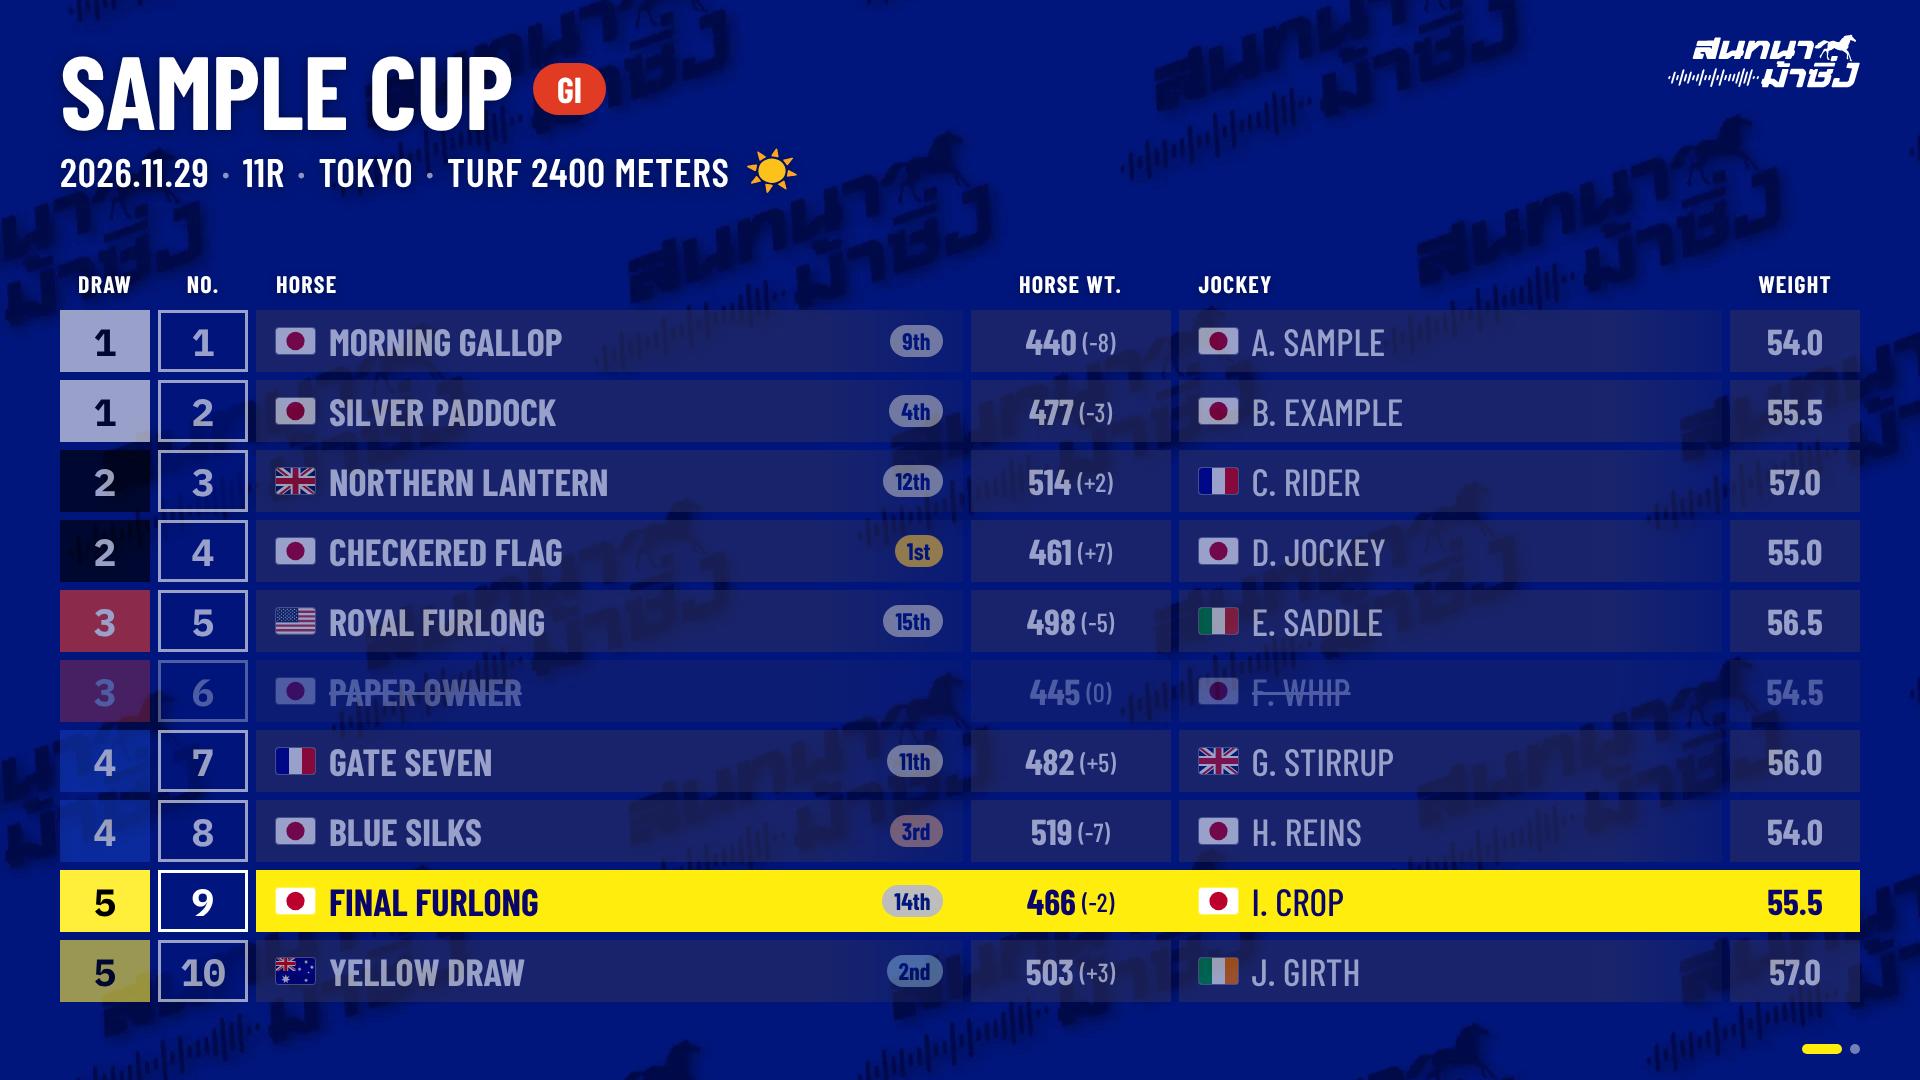 SAMPLE CUP GI
สนทนา
ม้าซิ่ง
2026.11.29 · 11R · TOKYO · TURF 2400 METERS
DRAW NO. HORSE HORSE WT. JOCKEY WEIGHT
1 1 MORNING GALLOP 9th 440 (-8) A. SAMPLE 54.0
1 2 SILVER PADDOCK 4th 477 (-3) B. EXAMPLE 55.5
2 3 NORTHERN LANTERN 12th 514 (+2) C. RIDER 57.0
2 4 CHECKERED FLAG 1st 461 (+7) D. JOCKEY 55.0
3 5 ROYAL FURLONG 15th 498 (-5) E. SADDLE 56.5
3 6 PAPER OWNER 445 (0) F. WHIP 54.5
4 7 GATE SEVEN 11th 482 (+5) G. STIRRUP 56.0
4 8 BLUE SILKS 3rd 519 (-7) H. REINS 54.0
5 9 FINAL FURLONG 14th 466 (-2) I. CROP 55.5
5 10 YELLOW DRAW 2nd 503 (+3) J. GIRTH 57.0